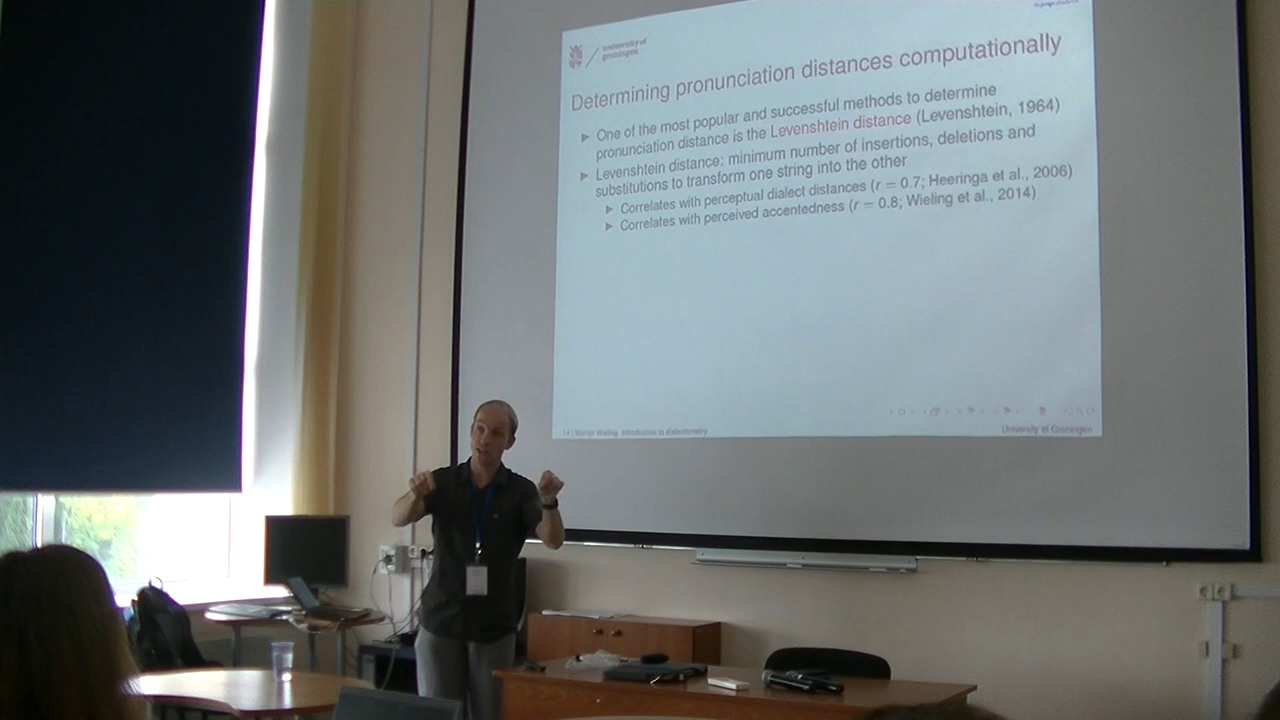 university of
groningen
Determining pronunciation distances computationally
▶ One of the most popular and successful methods to determine
pronunciation distance is the Levenshtein distance (Levenshtein, 1964)
▶ Levenshtein distance: minimum number of insertions, deletions and
substitutions to transform one string into the other
▶ Correlates with perceptual dialect distances (r = 0.7; Heeringa et al., 2006)
▶ Correlates with perceived accentedness (r = 0.8; Wieling et al., 2014)
14 | Martijn Wieling Introduction to dialectometry
University of Groningen